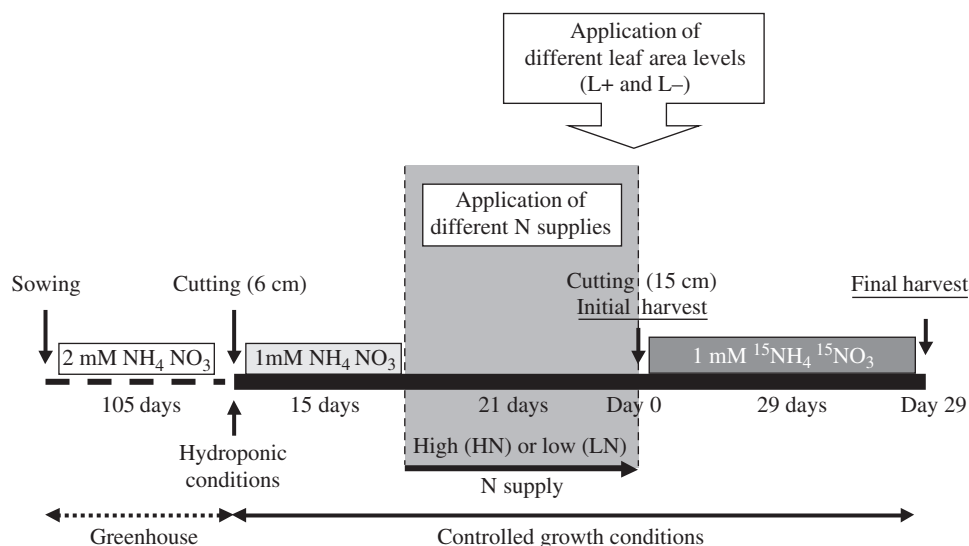 Application of
different leaf area levels
(L+ and L–)
Application of
different N supplies
Sowing
Cutting (6 cm)
Cutting (15 cm)
Initial harvest
Final harvest
2 mM NH₄ NO₃
1mM NH₄ NO₃
1 mM ¹⁵NH₄ ¹⁵NO₃
105 days
15 days
21 days
Day 0
29 days
Day 29
Hydroponic
conditions
High (HN) or low (LN)
N supply
Greenhouse
Controlled growth conditions